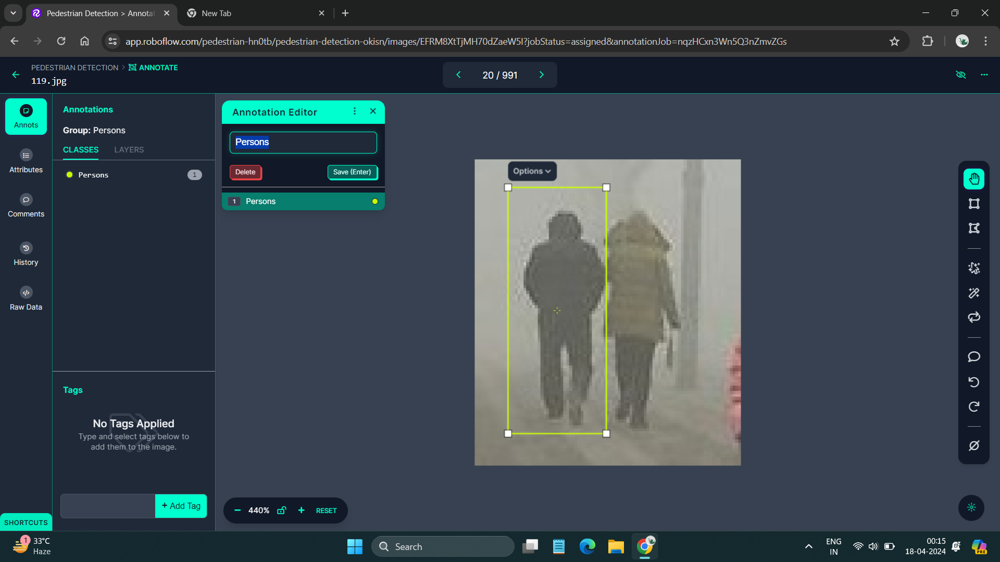 Pedestrian Detection > Annotat
New Tab
app.roboflow.com/pedestrian-hn0tb/pedestrian-detection-okisn/images/EFRM8XtTjMH70dZaeW5I?jobStatus=assigned&annotationJob=nqzHCxn3Wn5Q3nZmvZGs
PEDESTRIAN DETECTION > ANNOTATE
119.jpg
20 / 991
Annots
Attributes
Comments
History
Raw Data
SHORTCUTS
Annotations
Group: Persons
CLASSES LAYERS
Persons 1
Tags
No Tags Applied
Type and select tags below to
add them to the image.
+ Add Tag
Annotation Editor
Persons
Delete Save (Enter)
1 Persons
Options
440% RESET
1
33°C
Haze
Search
ENG
IN
00:15
18-04-2024
PRE